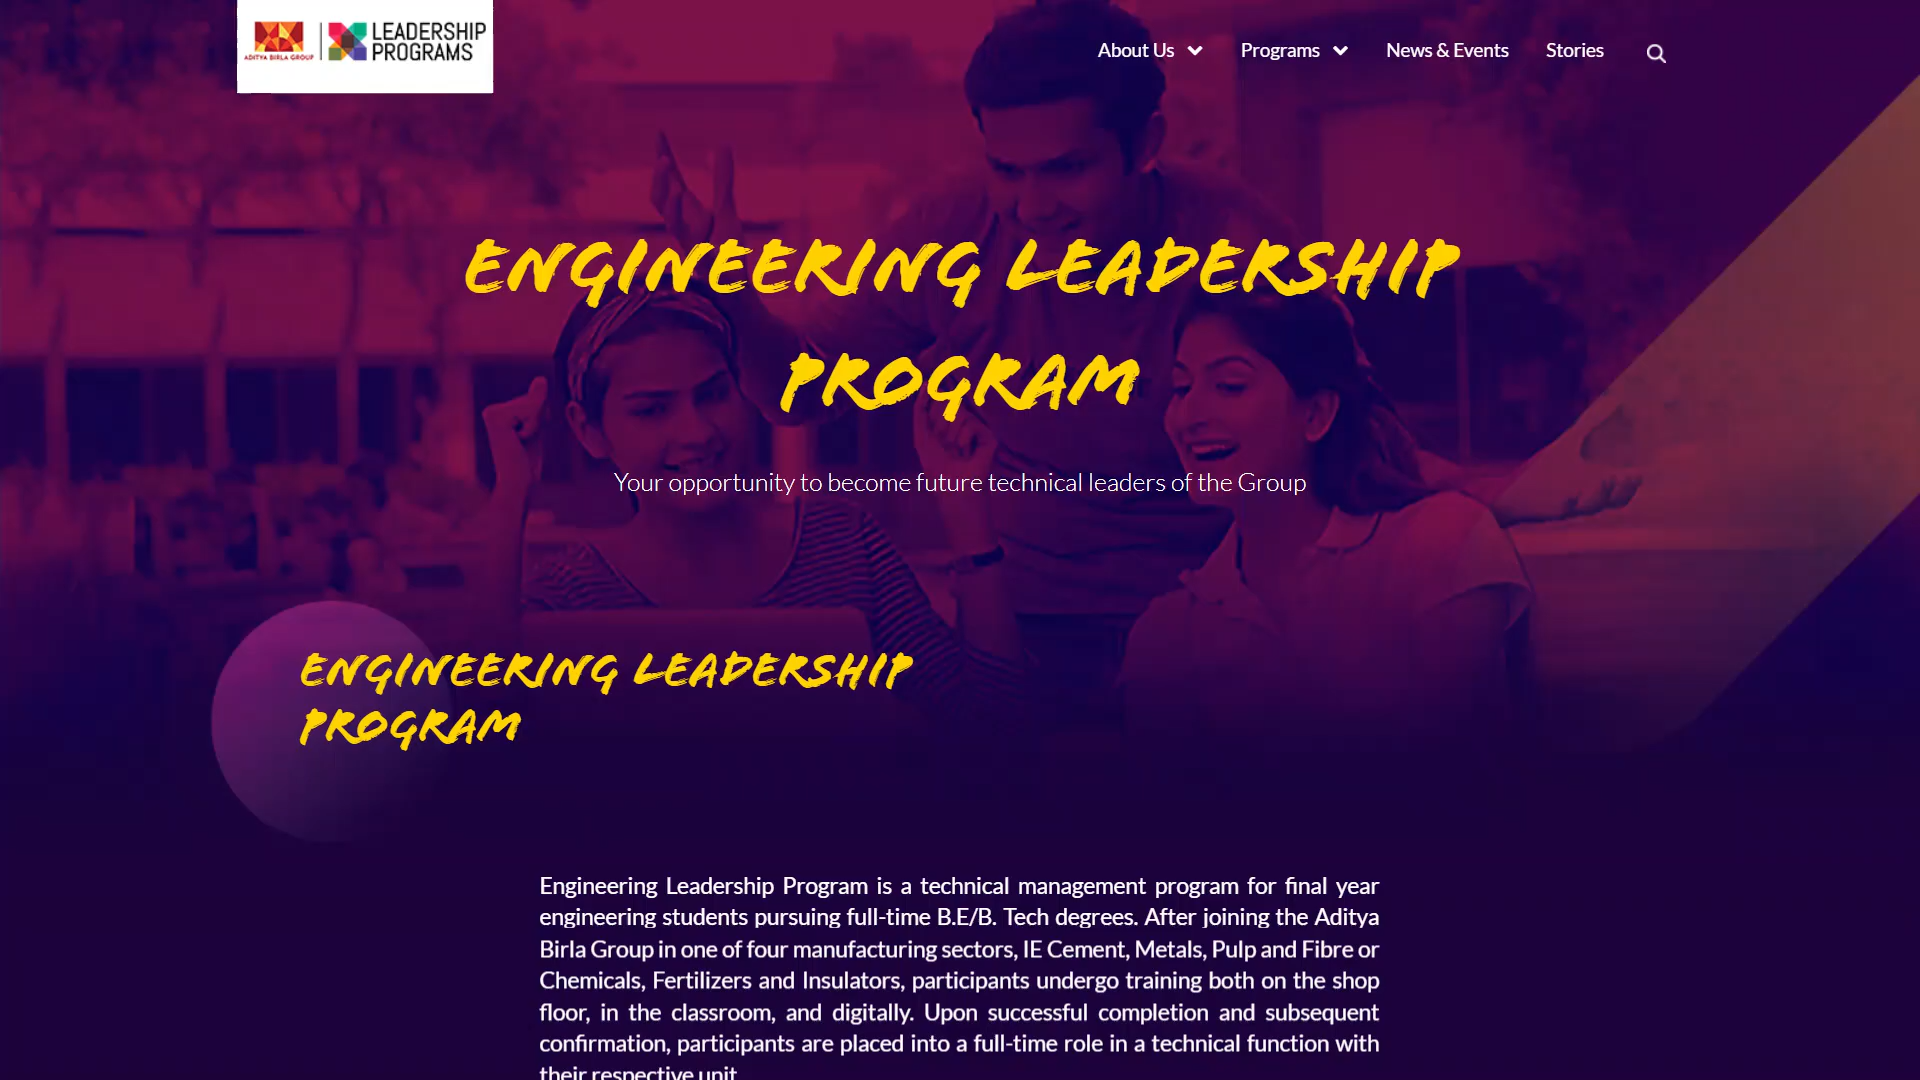 ADITYA BIRLA GROUP
LEADERSHIP
PROGRAMS
About Us
Programs
News & Events
Stories
ENGINEERING LEADERSHIP
PROGRAM
Your opportunity to become future technical leaders of the Group
ENGINEERING LEADERSHIP
PROGRAM
Engineering Leadership Program is a technical management program for final year
engineering students pursuing full-time B.E/B. Tech degrees. After joining the Aditya
Birla Group in one of four manufacturing sectors, IE Cement, Metals, Pulp and Fibre or
Chemicals, Fertilizers and Insulators, participants undergo training both on the shop
floor, in the classroom, and digitally. Upon successful completion and subsequent
confirmation, participants are placed into a full-time role in a technical function with
their respective unit